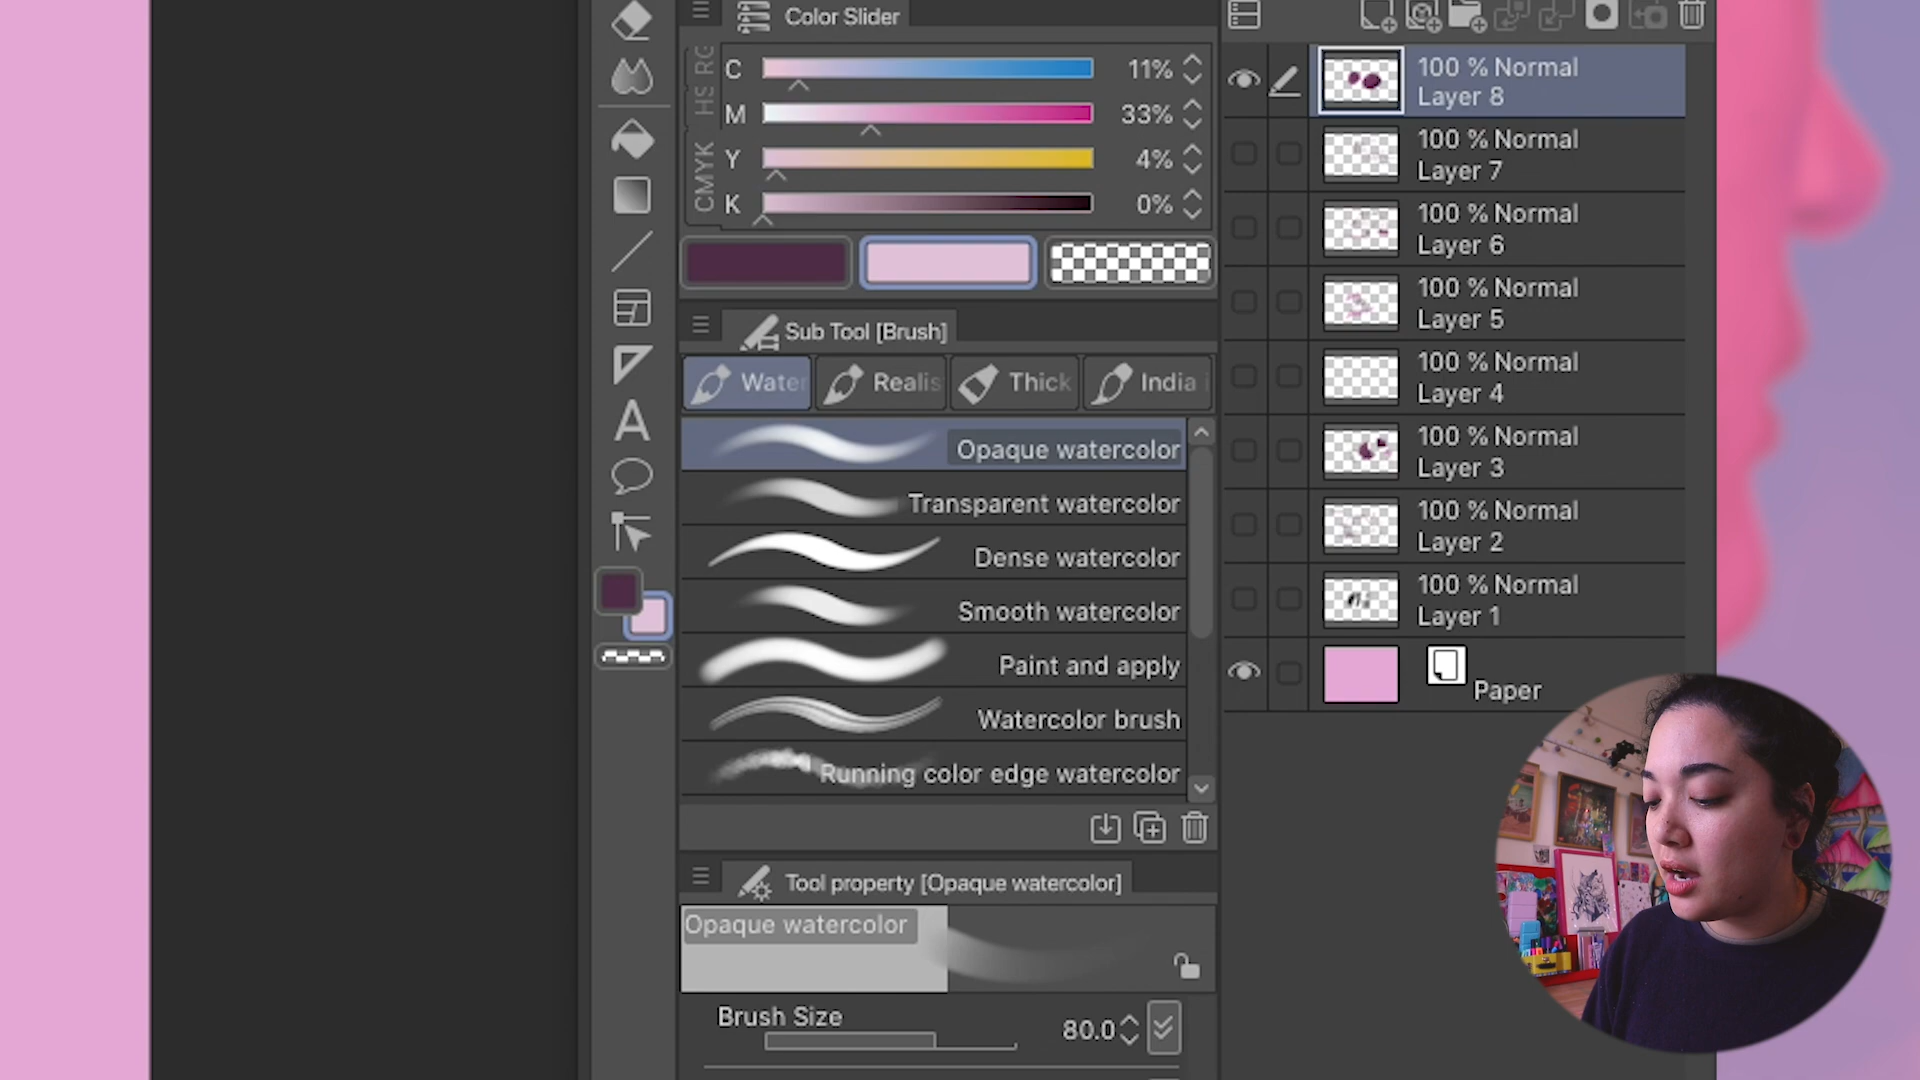 Color Slider
HS RG
CMYK
C 11%
M 33%
Y 4%
K 0%
Sub Tool [Brush]
Water
Realis
Thick
India i
Opaque watercolor
Transparent watercolor
Dense watercolor
Smooth watercolor
Paint and apply
Watercolor brush
Running color edge watercolor
Tool property [Opaque watercolor]
Opaque watercolor
Brush Size 80.0
100 % Normal
Layer 8
100 % Normal
Layer 7
100 % Normal
Layer 6
100 % Normal
Layer 5
100 % Normal
Layer 4
100 % Normal
Layer 3
100 % Normal
Layer 2
100 % Normal
Layer 1
Paper